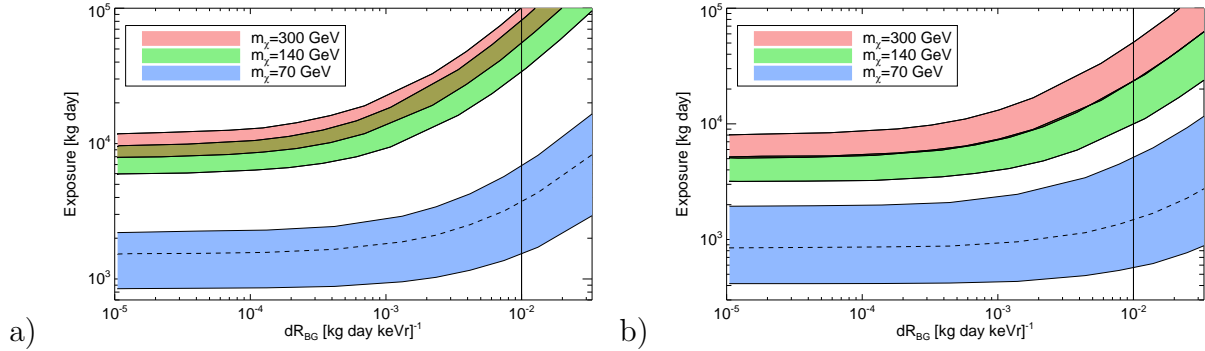 a)
Exposure [kg day]
10^5
10^4
10^3
m_χ=300 GeV
m_χ=140 GeV
m_χ=70 GeV
10^-5
10^-4
10^-3
10^-2
dR_BG [kg day keVr]^-1
b)
Exposure [kg day]
10^5
10^4
10^3
m_χ=300 GeV
m_χ=140 GeV
m_χ=70 GeV
10^-5
10^-4
10^-3
10^-2
dR_BG [kg day keVr]^-1